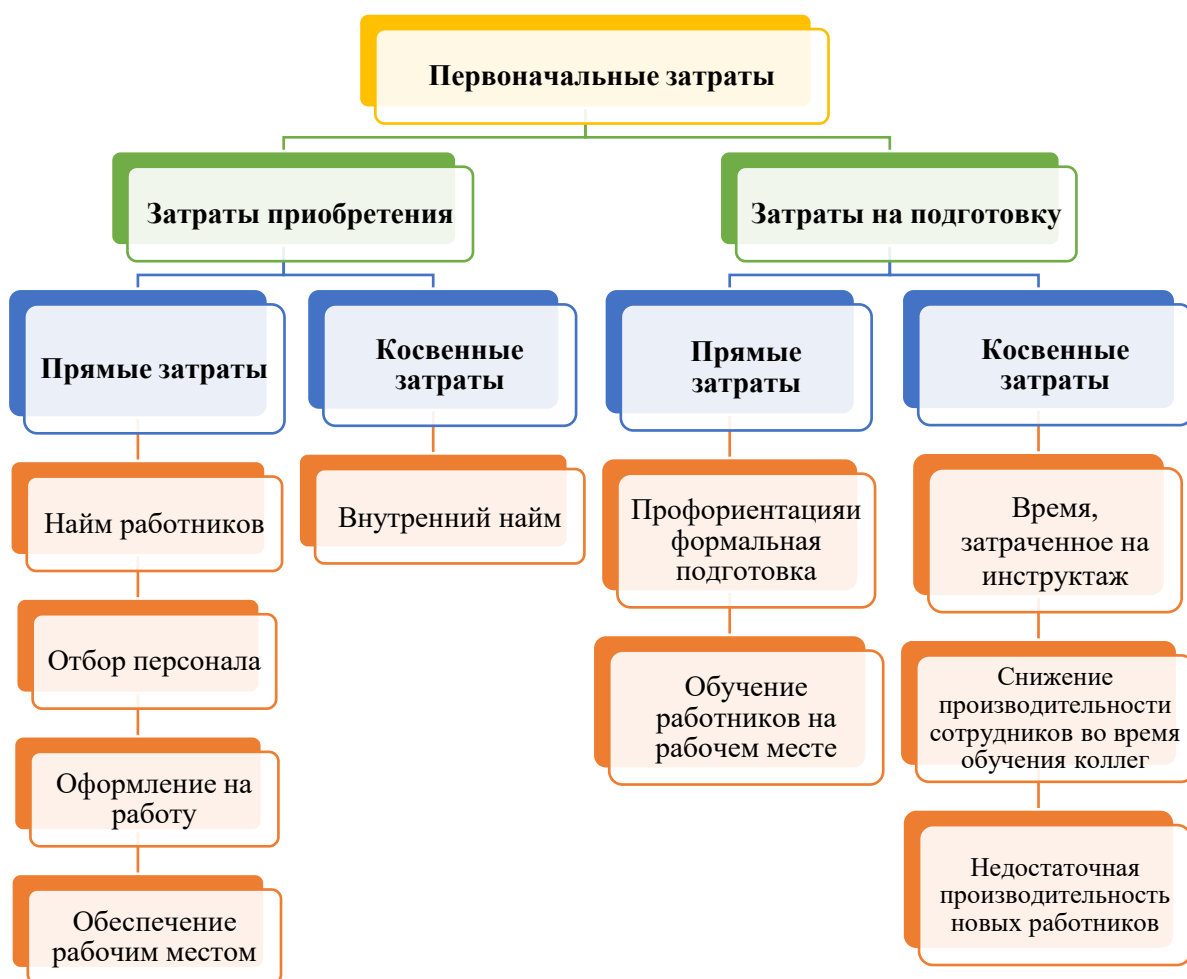 Первоначальные затраты
Затраты приобретения
Затраты на подготовку
Прямые затраты
Косвенные
затраты
Прямые
затраты
Косвенные
затраты
Найм работников
Внутренний найм
Профориентацияи
формальная
подготовка
Время,
затраченное на
инструктаж
Отбор персонала
Обучение
работников на
рабочем месте
Снижение
производительности
сотрудников во время
обучения коллег
Оформление на
работу
Обеспечение
рабочим местом
Недостаточная
производительность
новых работников